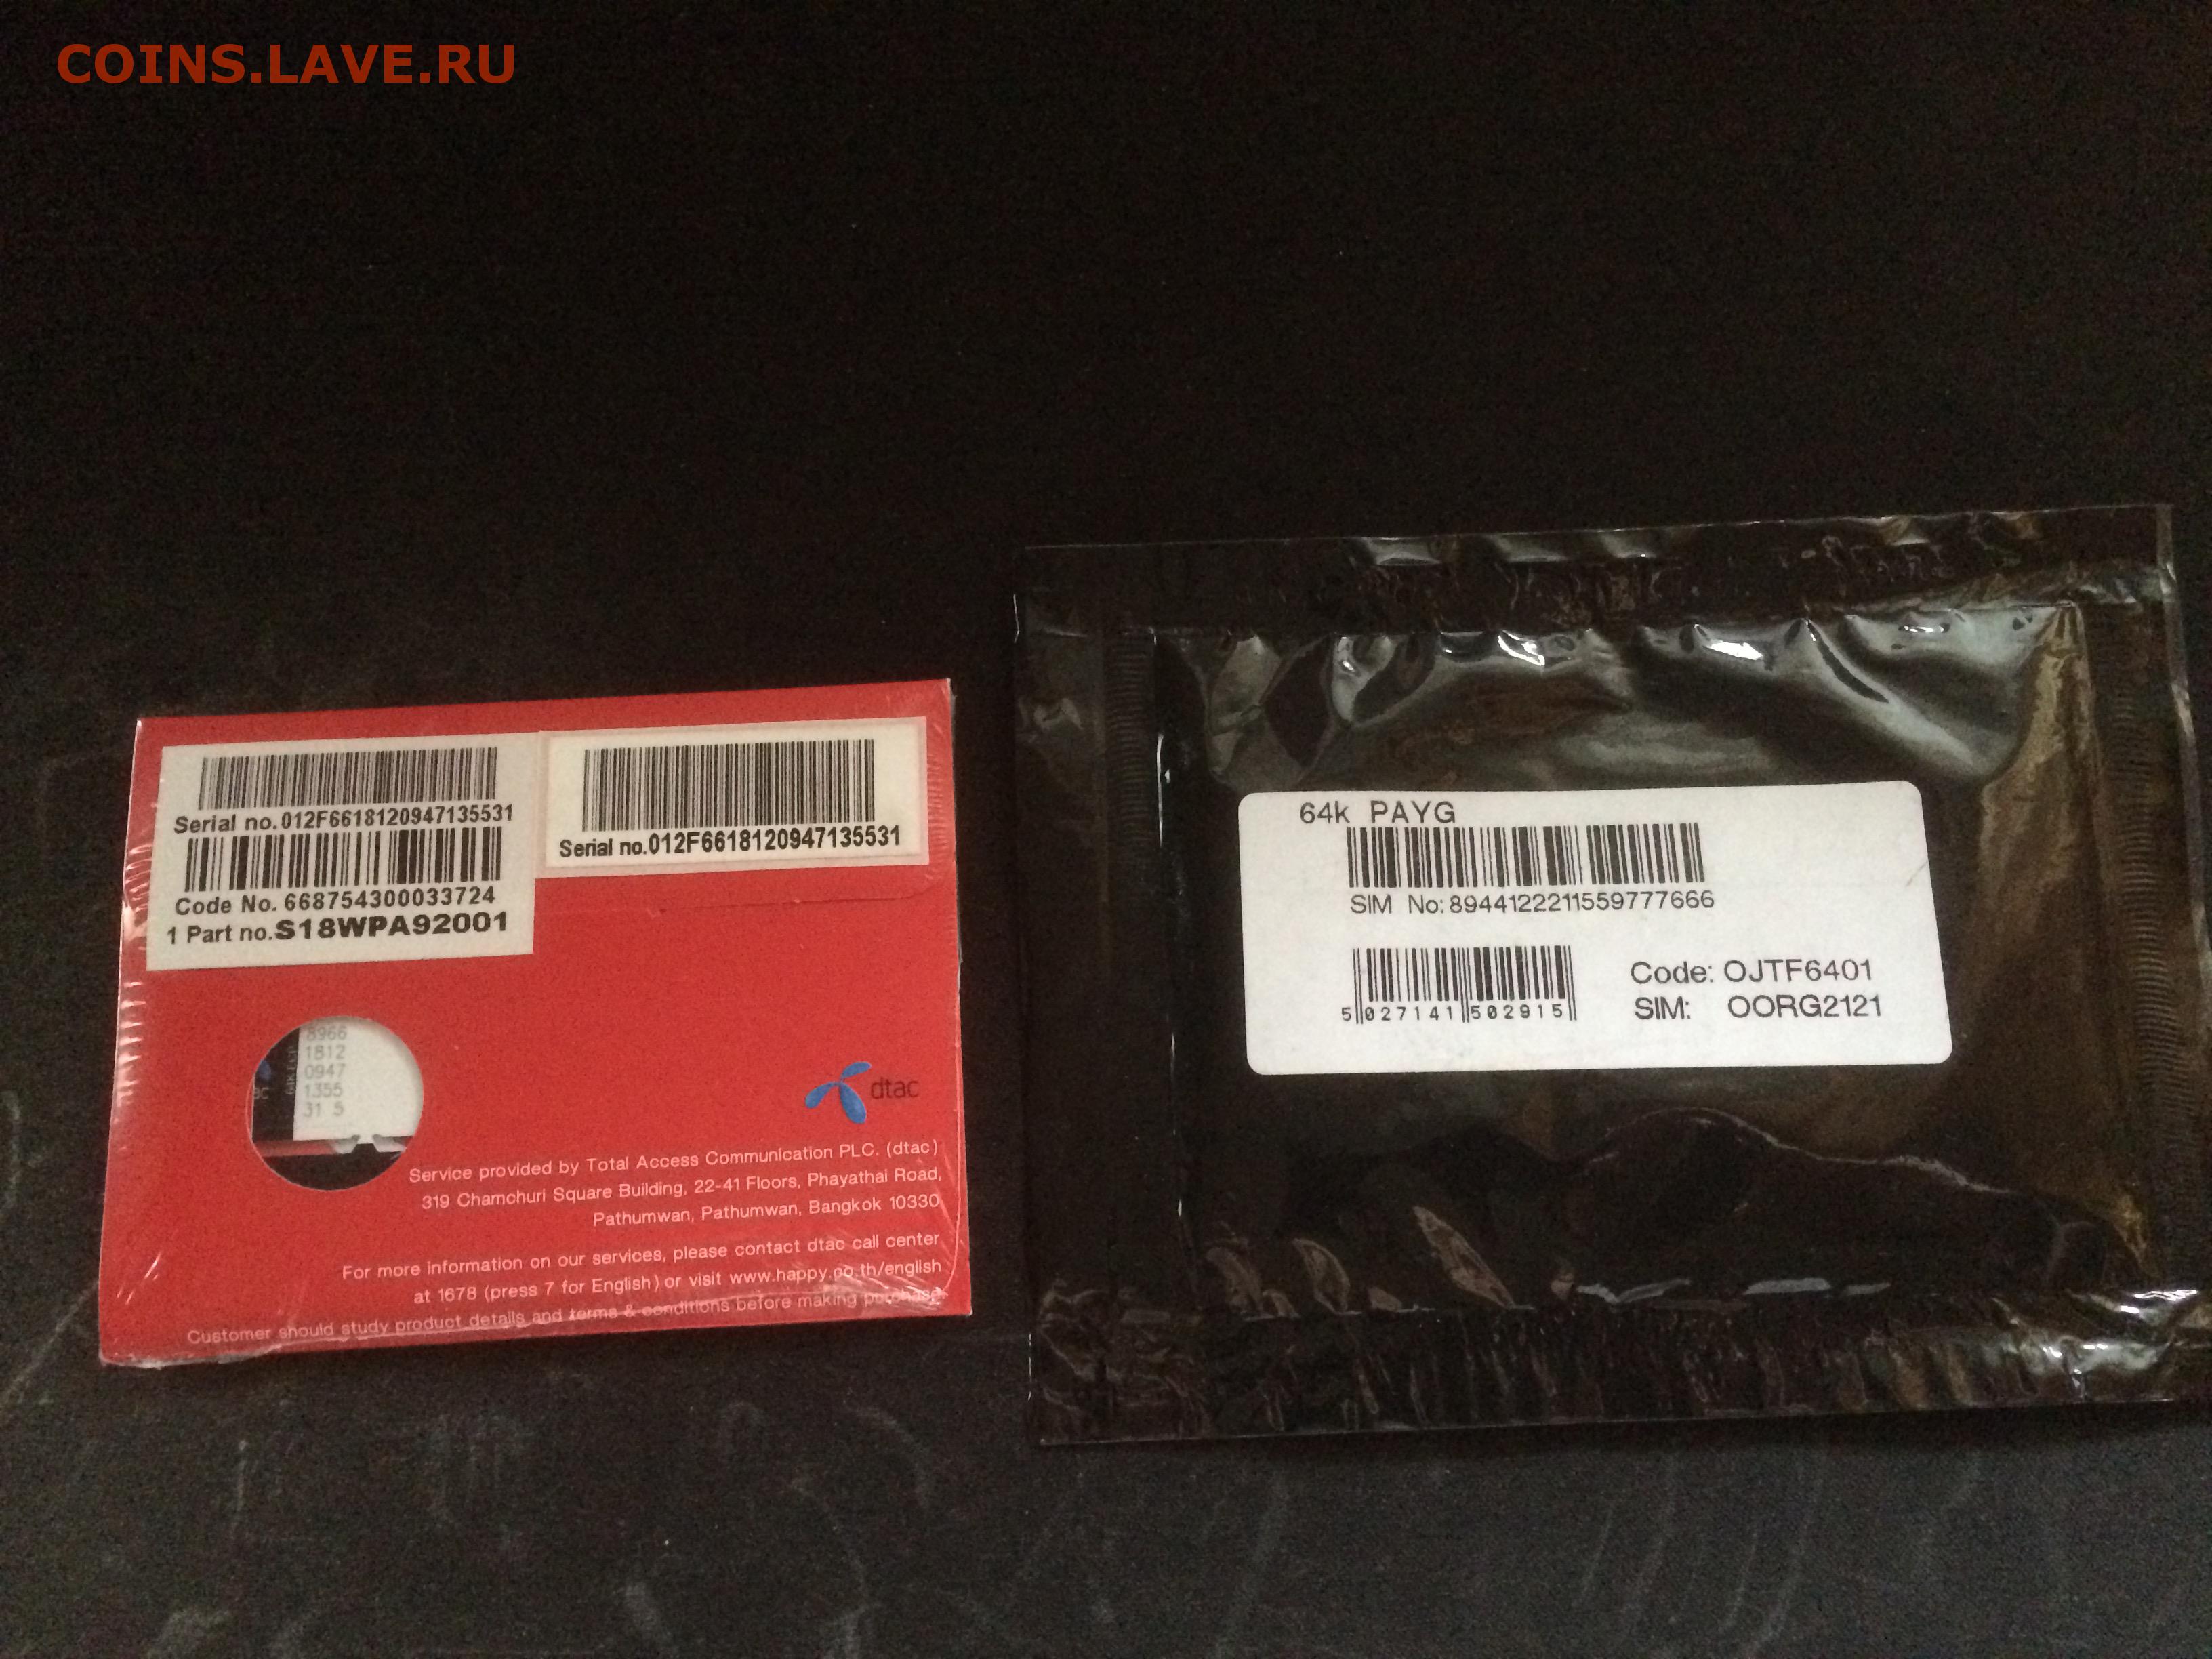 COINS.LAVE.RU
Serial no.012F6618120947135531
Code No. 668754300033724
1 Part no.S18WPA92001
Serial no.012F6618120947135531
8966
1812
0947
1355
31 5
dtac
Service provided by Total Access Communication PLC. (dtac)
319 Chamchuri Square Building, 22-41 Floors, Phayathai Road,
Pathumwan, Pathumwan, Bangkok 10330
For more information on our services, please contact dtac call center
at 1678 (press 7 for English) or visit www.happy.co.th/english
Customer should study product details and terms & conditions before making purchase.
64k PAYG
SIM No:8944122211559777666
5 027141 502915
Code: OJTF6401
SIM: OORG2121